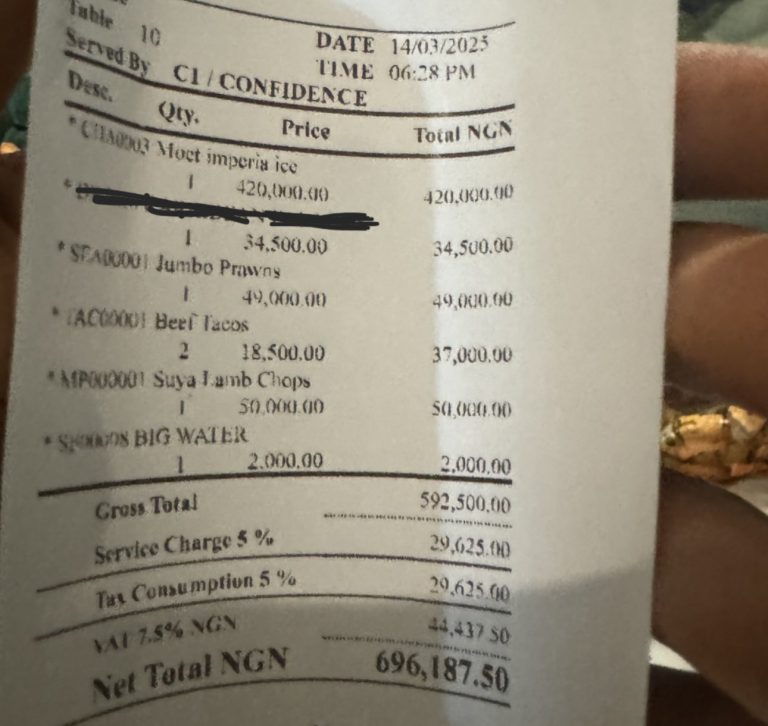 Table 10
DATE 14/03/2025
Served By C1 / CONFIDENCE
TIME 06:28 PM
Desc. Qty. Price Total NGN
* CHA0003 Moet imperia ice
1 420,000.00 420,000.00
*
1 34,500.00 34,500.00
* SEA00001 Jumbo Prawns
1 49,000.00 49,000.00
* TAC00001 Beef Tacos
2 18,500.00 37,000.00
* MP000001 Suya Lamb Chops
1 50,000.00 50,000.00
* BIG WATER
1 2,000.00 2,000.00
Gross Total 592,500.00
Service Charge 5 % 29,625.00
Tax Consumption 5 % 29,625.00
VAT 7.5% NGN 44,437.50
Net Total NGN 696,187.50